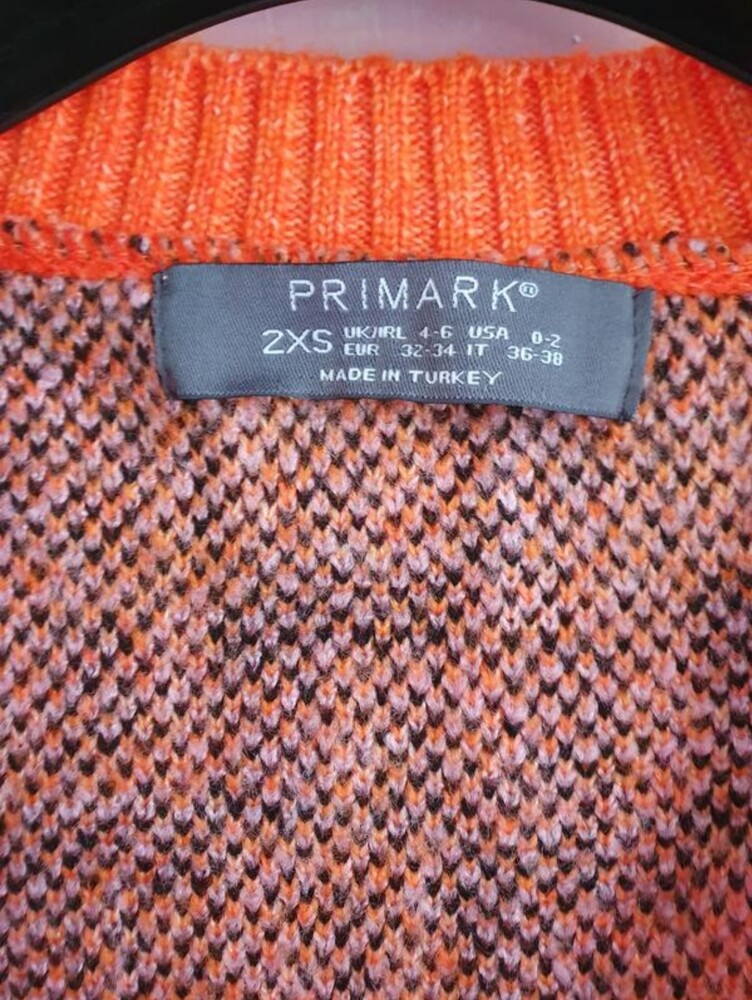 PRIMARK®
2XS UK/IRL 4-6 USA 0-2
EUR 32-34 IT 36-38
MADE IN TURKEY